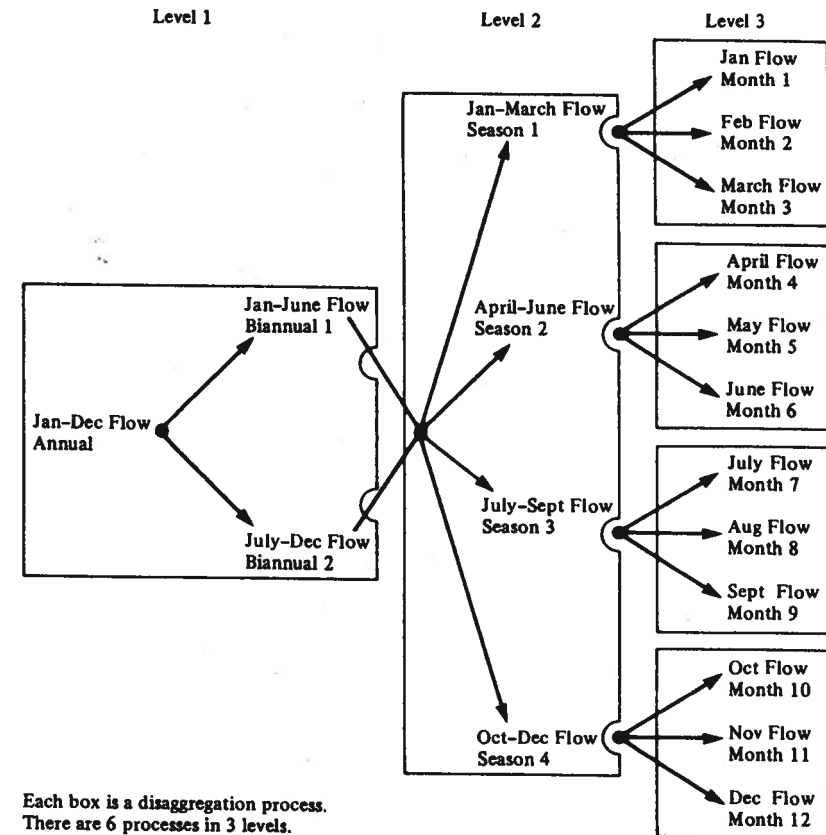 Level 1
Level 2
Level 3
Jan-Dec Flow
Annual
Jan-June Flow
Biannual 1
July-Dec Flow
Biannual 2
Jan-March Flow
Season 1
April-June Flow
Season 2
July-Sept Flow
Season 3
Oct-Dec Flow
Season 4
Jan Flow
Month 1
Feb Flow
Month 2
March Flow
Month 3
April Flow
Month 4
May Flow
Month 5
June Flow
Month 6
July Flow
Month 7
Aug Flow
Month 8
Sept Flow
Month 9
Oct Flow
Month 10
Nov Flow
Month 11
Dec Flow
Month 12
Each box is a disaggregation process.
There are 6 processes in 3 levels.